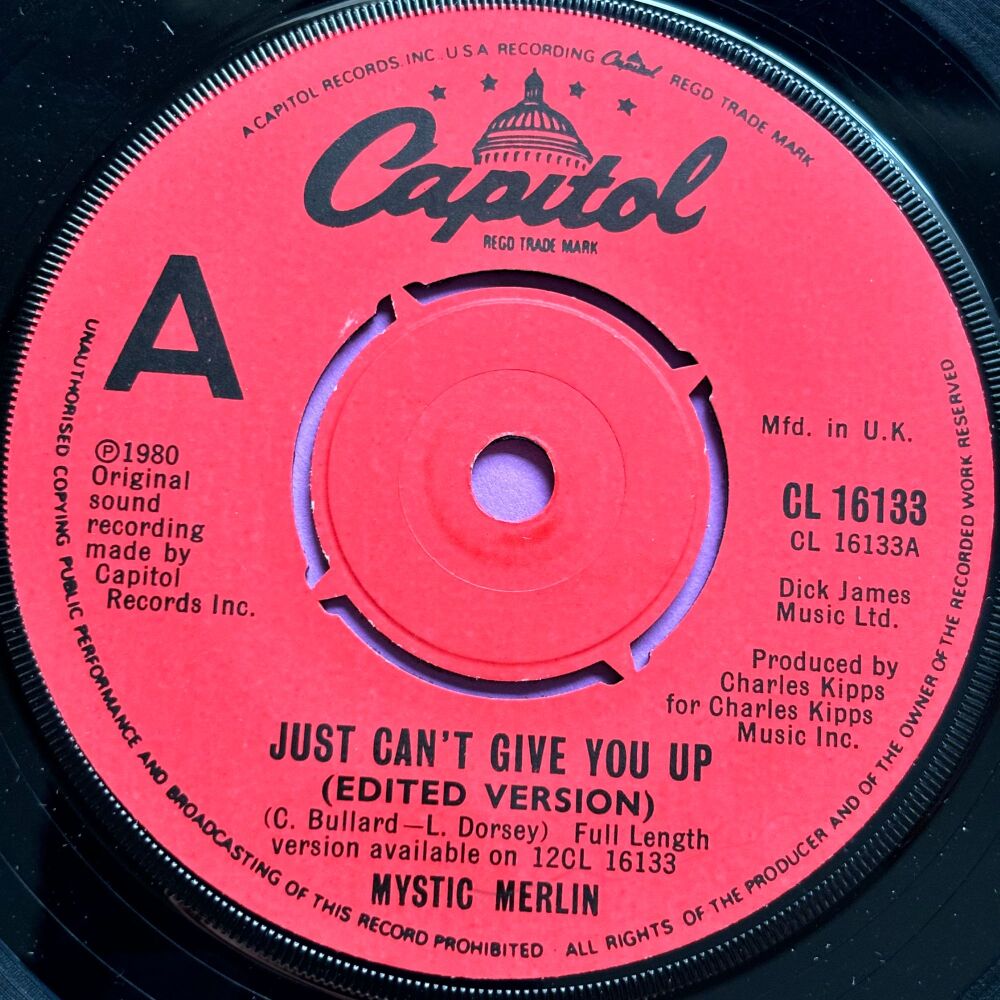 A CAPITOL RECORDS. INC. U S A RECORDING Capitol REGD TRADE MARK
Capitol
REGD TRADE MARK
A
℗1980
Original
sound
recording
made by
Capitol
Records Inc.
Mfd. in U.K.
CL 16133
CL 16133A
Dick James
Music Ltd.
Produced by
Charles Kipps
for Charles Kipps
Music Inc.
JUST CAN'T GIVE YOU UP
(EDITED VERSION)
(C. Bullard—L. Dorsey) Full Length
version available on 12CL 16133
MYSTIC MERLIN
UNAUTHORISED COPYING PUBLIC PERFORMANCE AND BROADCASTING OF THIS RECORD PROHIBITED · ALL RIGHTS OF THE PRODUCER AND OF THE OWNER OF THE RECORDED WORK RESERVED